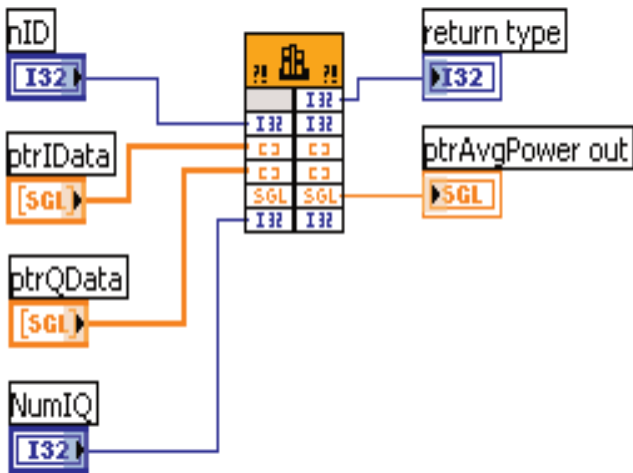 nID
I32
ptrIData
[SGL]
ptrQData
[SGL]
NumIQ
I32
?! ?!
I32
I32 I32
[] []
[] []
SGL SGL
I32 I32
return type
I32
ptrAvgPower out
SGL